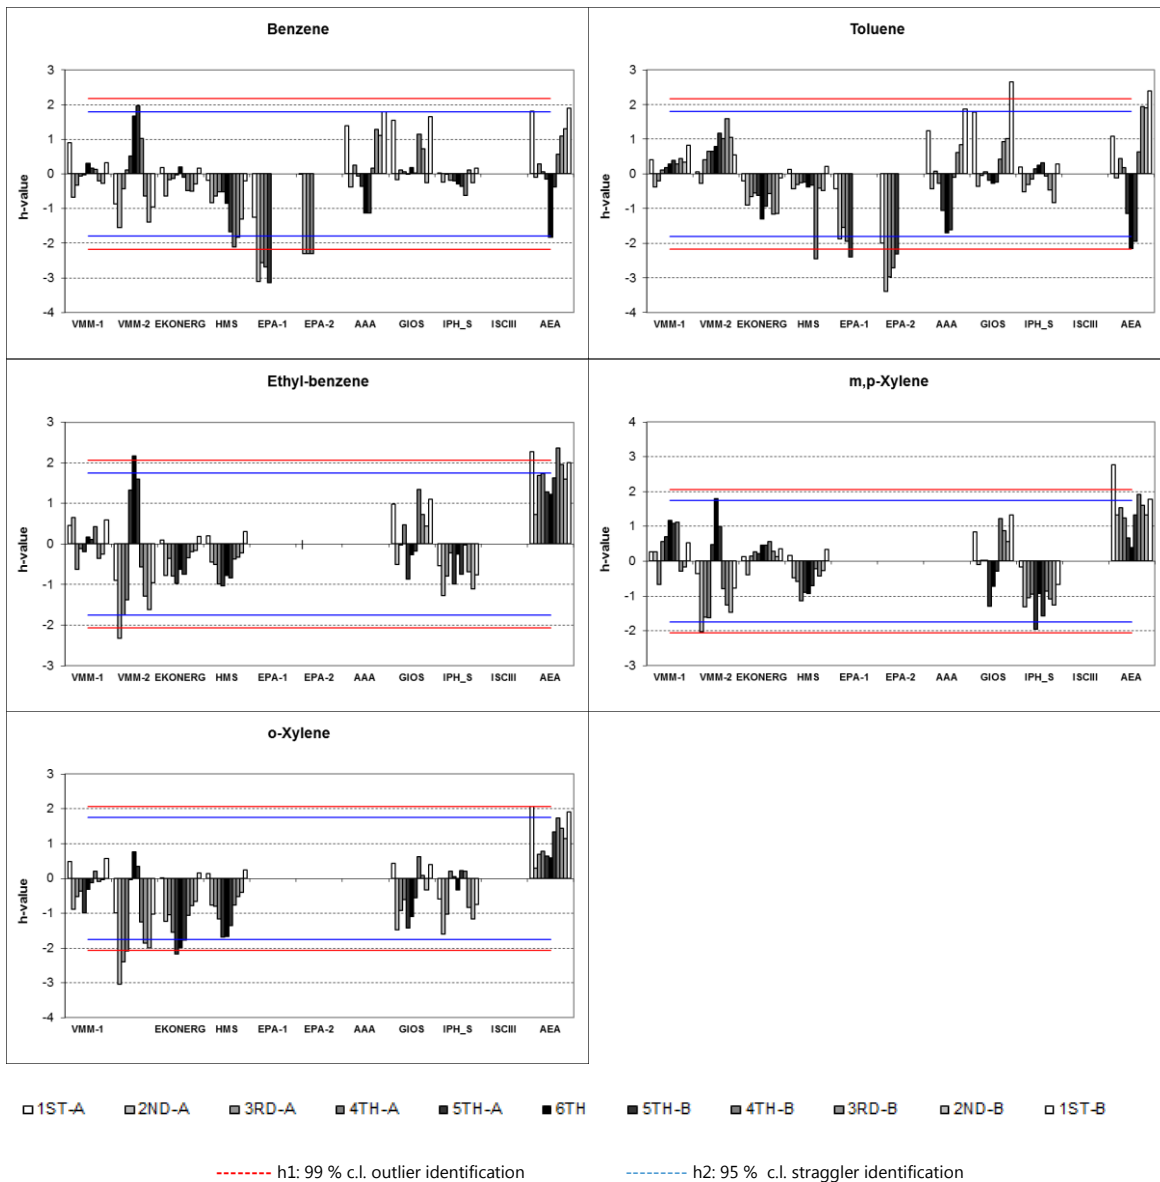 Benzene
3
2
1
0
-1
-2
-3
-4
h-value
VMM-1 VMM-2 EKONERG HMS EPA-1 EPA-2 AAA GIOS IPH_S ISCIII AEA
Toluene
3
2
1
0
-1
-2
-3
-4
h-value
VMM-1 VMM-2 EKONERG HMS EPA-1 EPA-2 AAA GIOS IPH_S ISCIII AEA
Ethyl-benzene
3
2
1
0
-1
-2
-3
h-value
VMM-1 VMM-2 EKONERG HMS EPA-1 EPA-2 AAA GIOS IPH_S ISCIII AEA
m,p-Xylene
4
3
2
1
0
-1
-2
-3
h-value
VMM-1 VMM-2 EKONERG HMS EPA-1 EPA-2 AAA GIOS IPH_S ISCIII AEA
o-Xylene
3
2
1
0
-1
-2
-3
-4
h-value
VMM-1 EKONERG HMS EPA-1 EPA-2 AAA GIOS IPH_S ISCIII AEA
1ST-A 2ND-A 3RD-A 4TH-A 5TH-A 6TH 5TH-B 4TH-B 3RD-B 2ND-B 1ST-B
h1: 99 % c.l. outlier identification h2: 95 % c.l. straggler identification